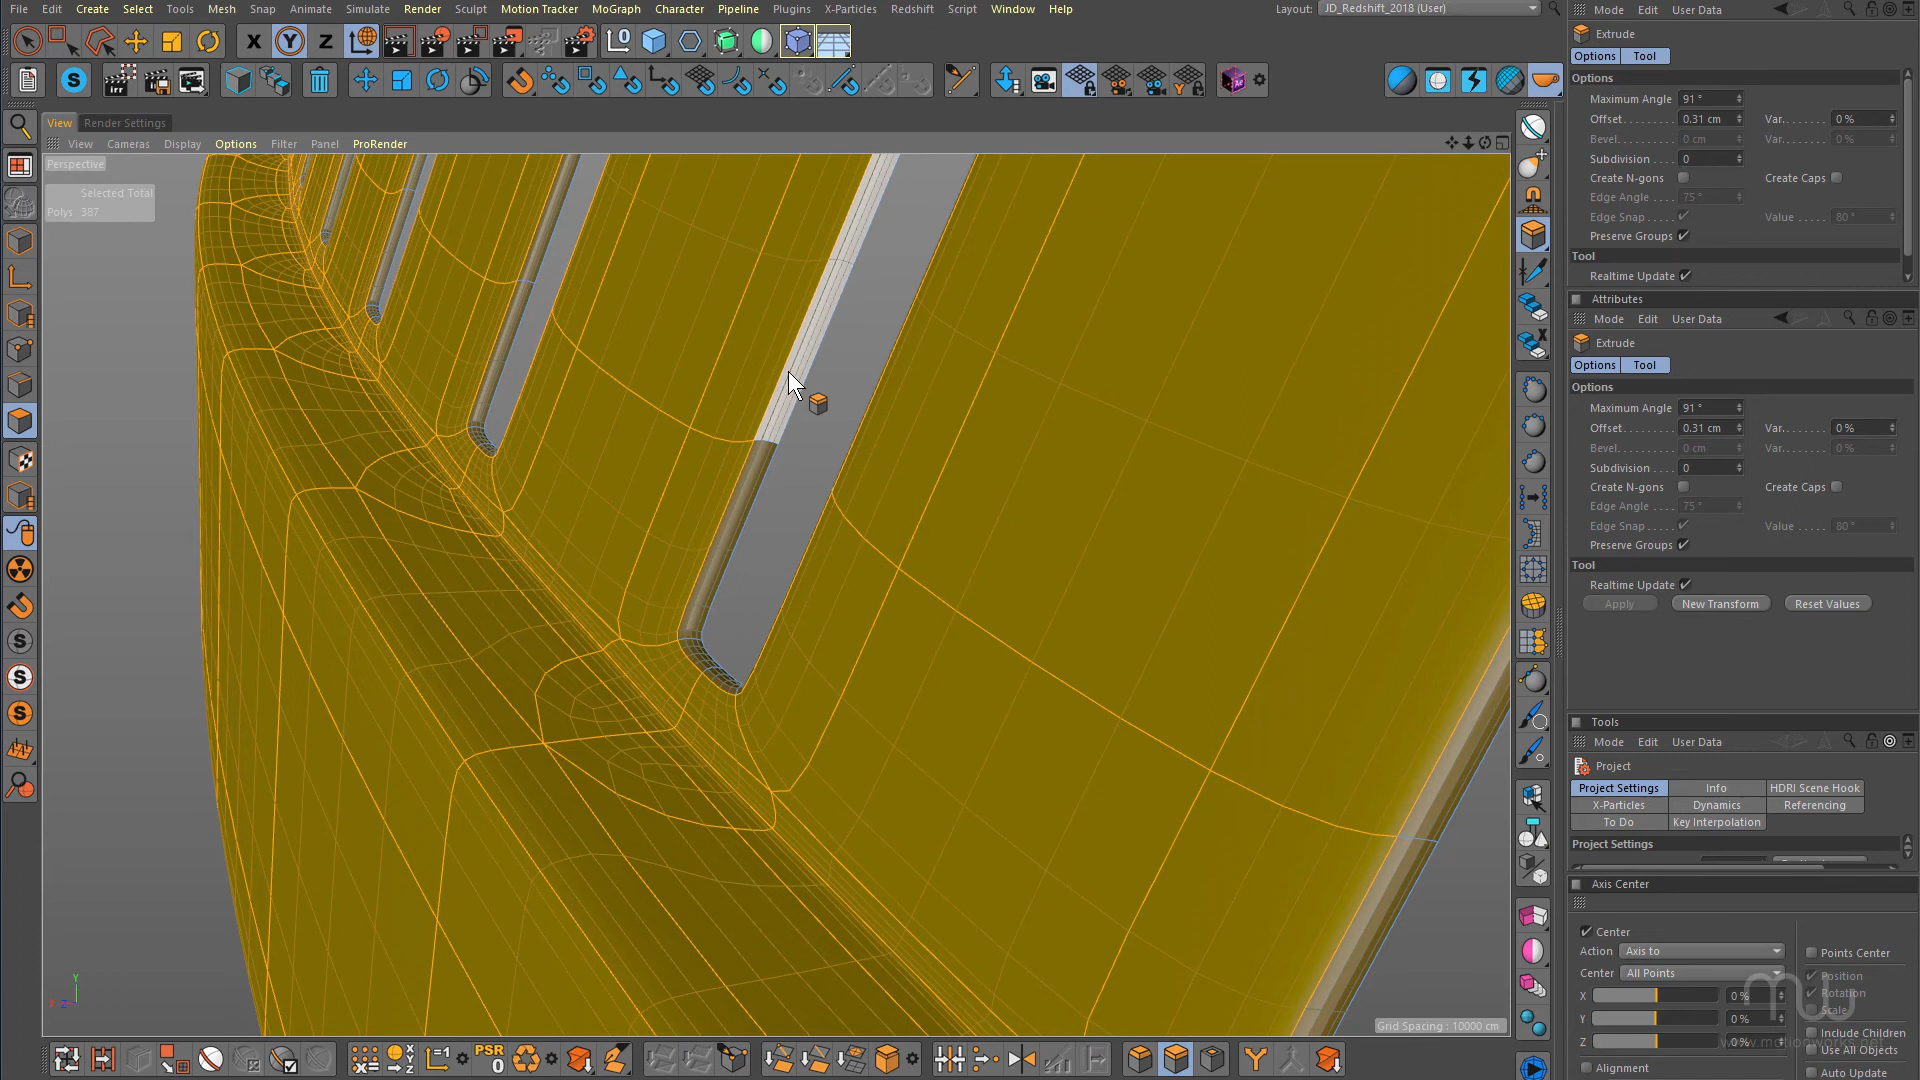 File Edit Create Select Tools Mesh Snap Animate Simulate Render Sculpt Motion Tracker MoGraph Character Pipeline Plugins X-Particles Redshift Script Window Help Layout: JD_Redshift_2018 (User)
Mode Edit User Data
Extrude
X Y Z
Options Tool
irr
Options
Maximum Angle 91 °
Offset 0.31 cm Var. 0 %
Bevel. 0 cm Var. 0 %
Subdivision 0
Create N-gons Create Caps
Edge Angle 75 °
Edge Snap Value 80 °
Preserve Groups
Tool
Realtime Update
View Render Settings
View Cameras Display Options Filter Panel ProRender
Perspective
Selected Total
Polys 387
Attributes
Mode Edit User Data
Extrude
Options Tool
Options
Maximum Angle 91 °
Offset 0.31 cm Var. 0 %
Bevel. 0 cm Var. 0 %
Subdivision 0
Create N-gons Create Caps
Edge Angle 75 °
Edge Snap Value 80 °
Preserve Groups
Tool
Realtime Update
Apply New Transform Reset Values
Tools
Mode Edit User Data
Project
Project Settings Info HDRI Scene Hook
X-Particles Dynamics Referencing
To Do Key Interpolation
Project Settings
Axis Center
Center
Action Axis to Points Center
Center All Points Position
X 0 % Rotation
Scale
Y 0 % Include Children
Z 0 % Use All Objects
Alignment Auto Update
Y
X Z
Grid Spacing : 10000 cm
PSR
mw
www.motionworks.net